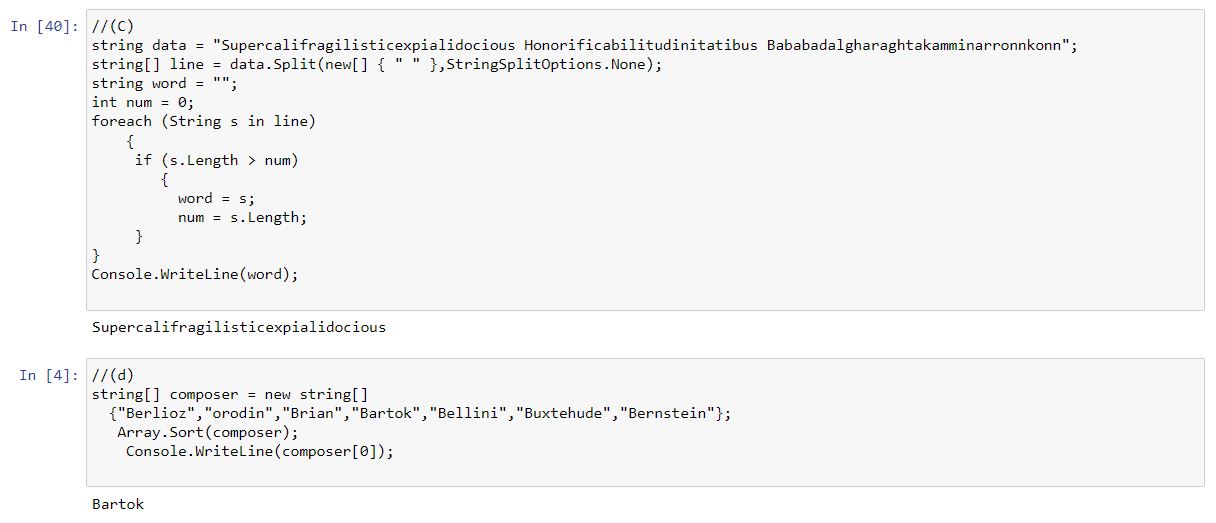 In [40]: //(C)
string data = "Supercalifragilisticexpialidocious Honorificabilitudinitatibus Bababadalgharaghtakamminarronnkonn";
string[] line = data.Split(new[] { " " },StringSplitOptions.None);
string word = "";
int num = 0;
foreach (String s in line)
{
if (s.Length > num)
{
word = s;
num = s.Length;
}
}
Console.WriteLine(word);
Supercalifragilisticexpialidocious
In [4]: //(d)
string[] composer = new string[]
{"Berlioz","orodin","Brian","Bartok","Bellini","Buxtehude","Bernstein"};
Array.Sort(composer);
Console.WriteLine(composer[0]);
Bartok